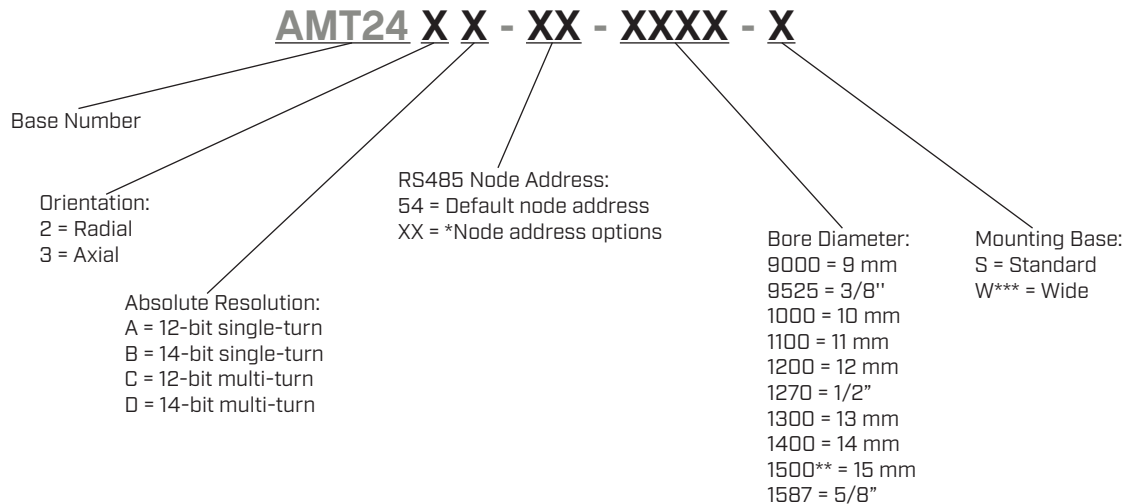 AMT24 X X - XX - XXXX - X
Base Number
Orientation:
2 = Radial
3 = Axial
Absolute Resolution:
A = 12-bit single-turn
B = 14-bit single-turn
C = 12-bit multi-turn
D = 14-bit multi-turn
RS485 Node Address:
54 = Default node address
XX = *Node address options
Bore Diameter:
9000 = 9 mm
9525 = 3/8''
1000 = 10 mm
1100 = 11 mm
1200 = 12 mm
1270 = 1/2”
1300 = 13 mm
1400 = 14 mm
1500** = 15 mm
1587 = 5/8”
Mounting Base:
S = Standard
W*** = Wide